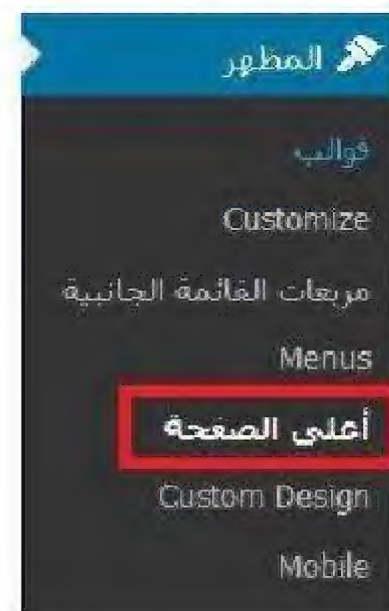 المظهر
قوالب
Customize
مربعات القائمة الجانبية
Menus
أعلى الصفحة
Custom Design
Mobile